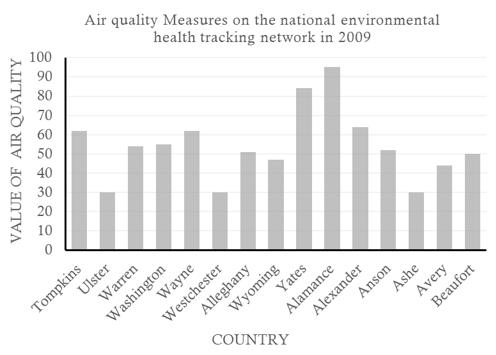 Air quality Measures on the national environmental
health tracking network in 2009
VALUE OF AIR QUALITY
100
90
80
70
60
50
40
30
20
10
0
Tompkins
Ulster
Warren
Washington
Wayne
Westchester
Alleghany
Wyoming
Yates
Alamance
Alexander
Anson
Ashe
Avery
Beaufort
COUNTRY